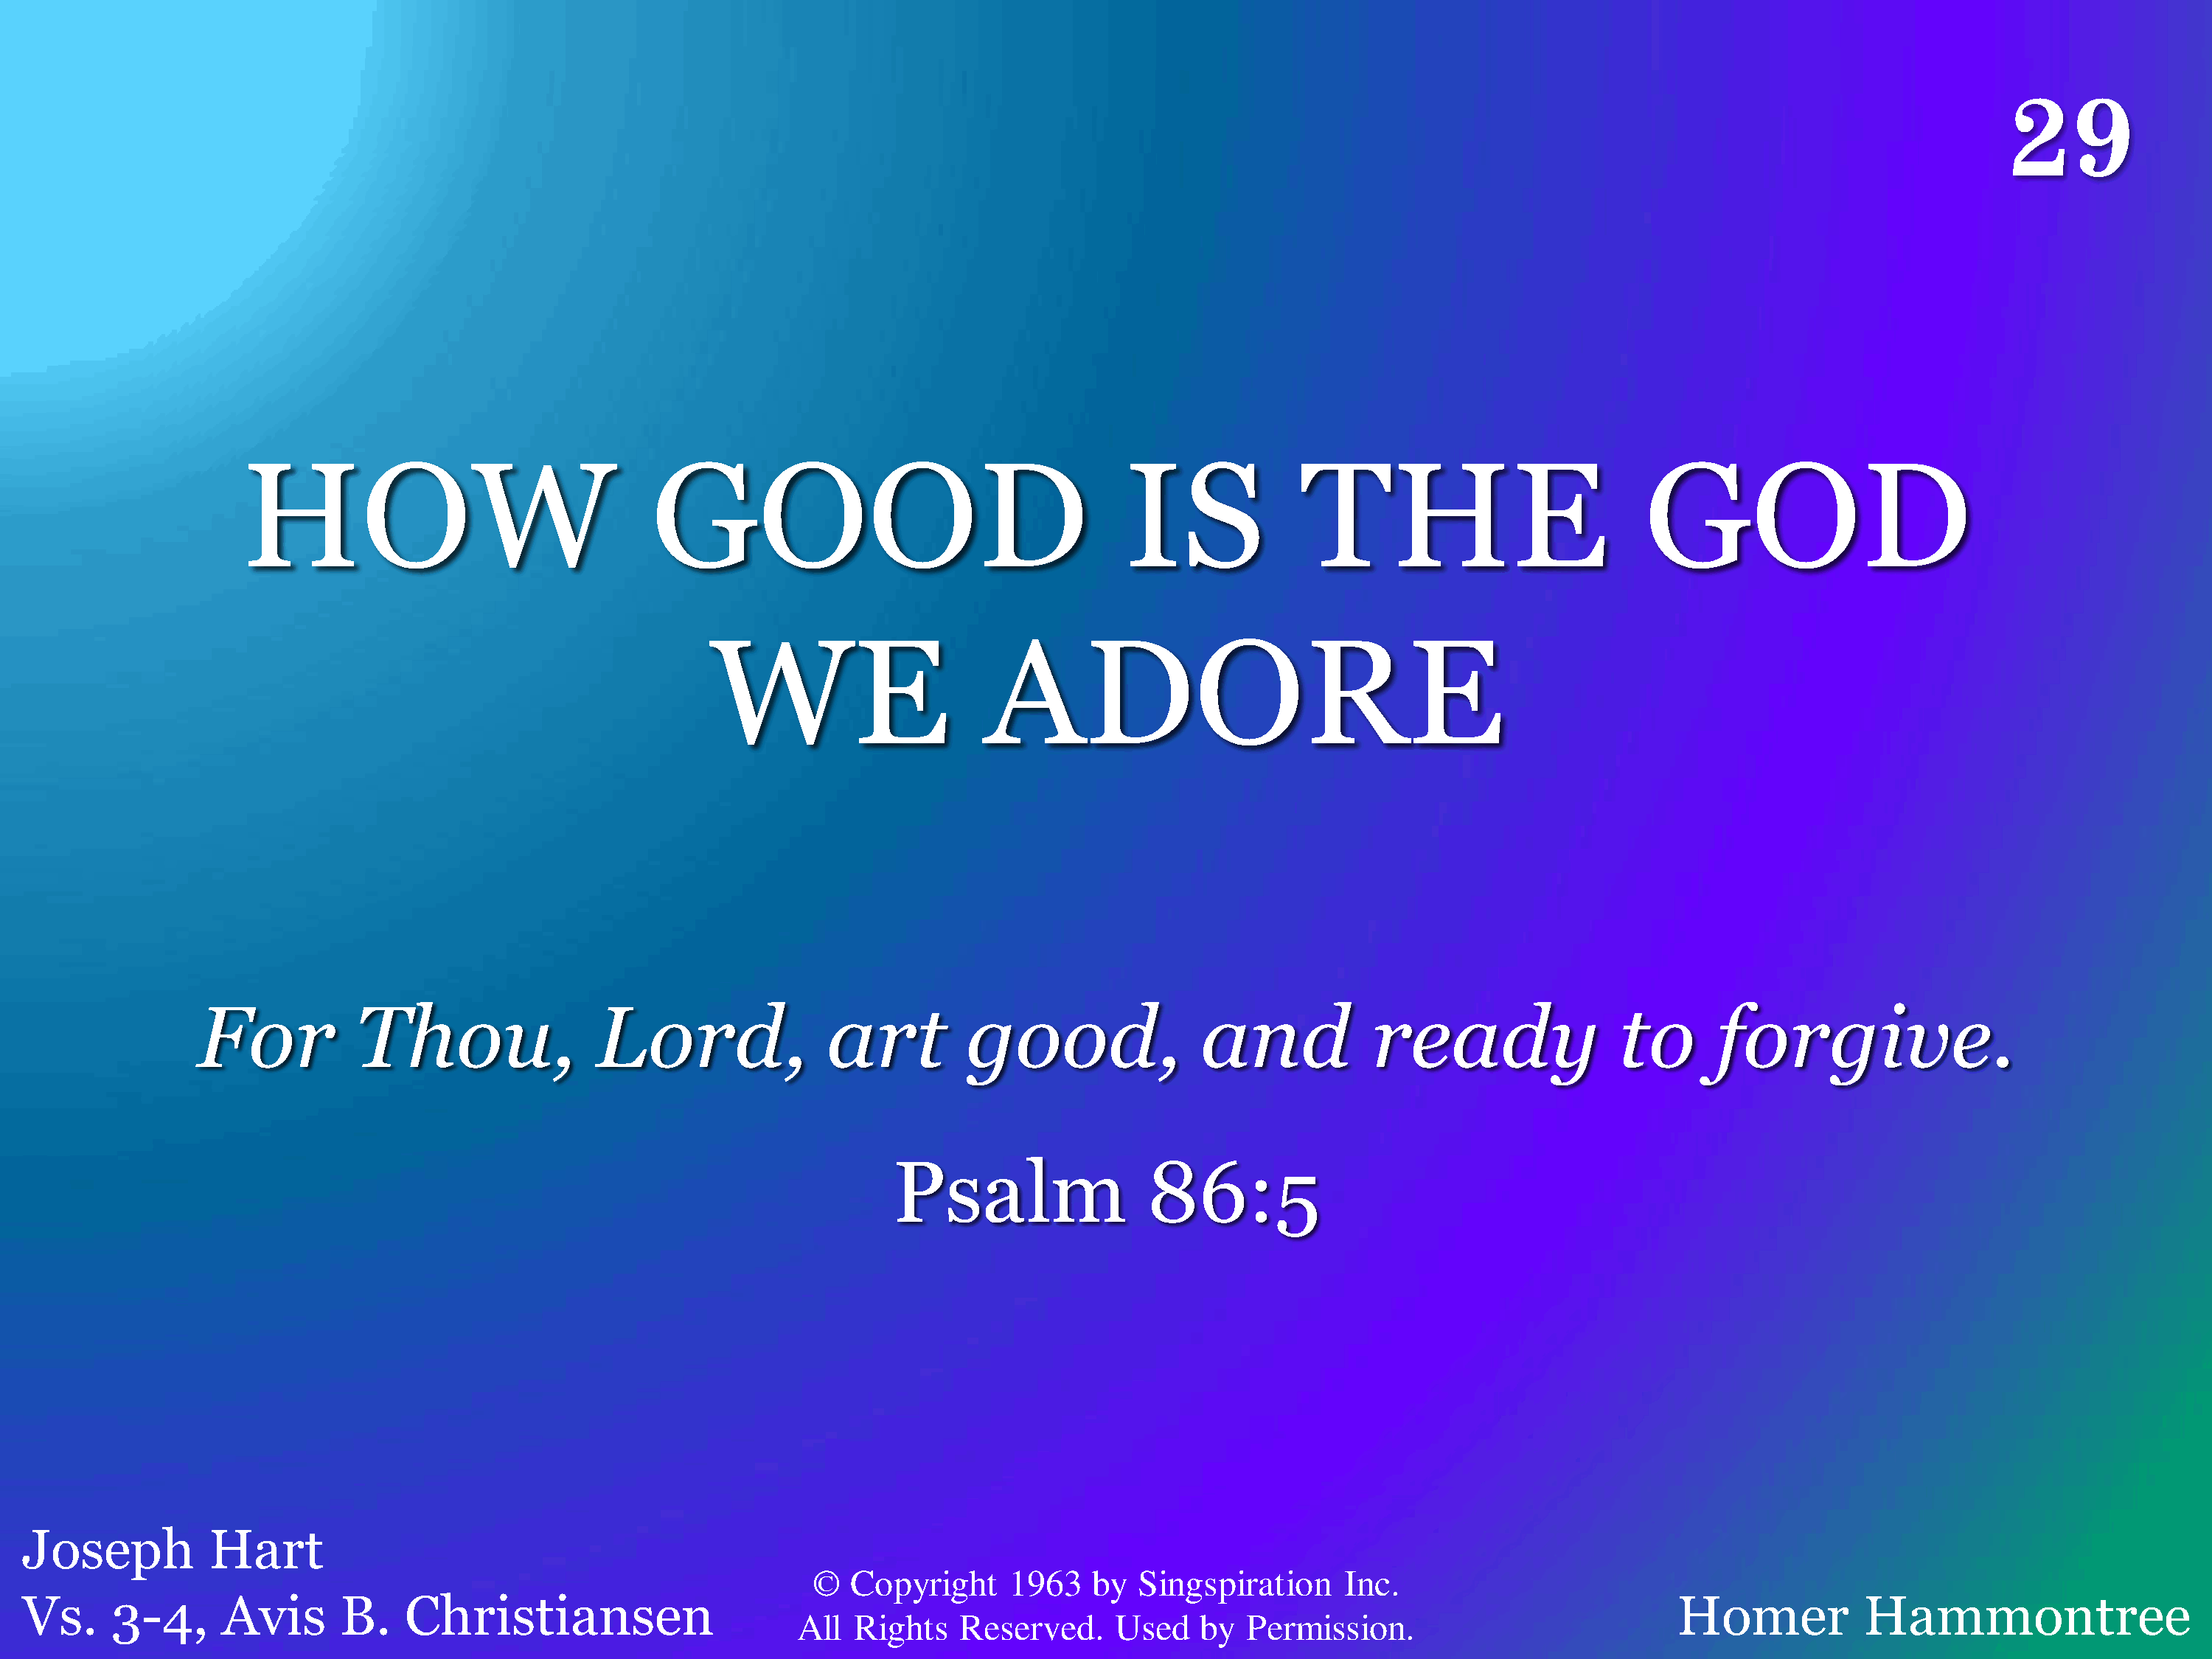 29
HOW GOOD IS THE GOD
WE ADORE
For Thou, Lord, art good, and ready to forgive.
Psalm 86:5
Joseph Hart
Vs. 3-4, Avis B. Christiansen
© Copyright 1963 by Singspiration Inc.
All Rights Reserved. Used by Permission.
Homer Hammontree